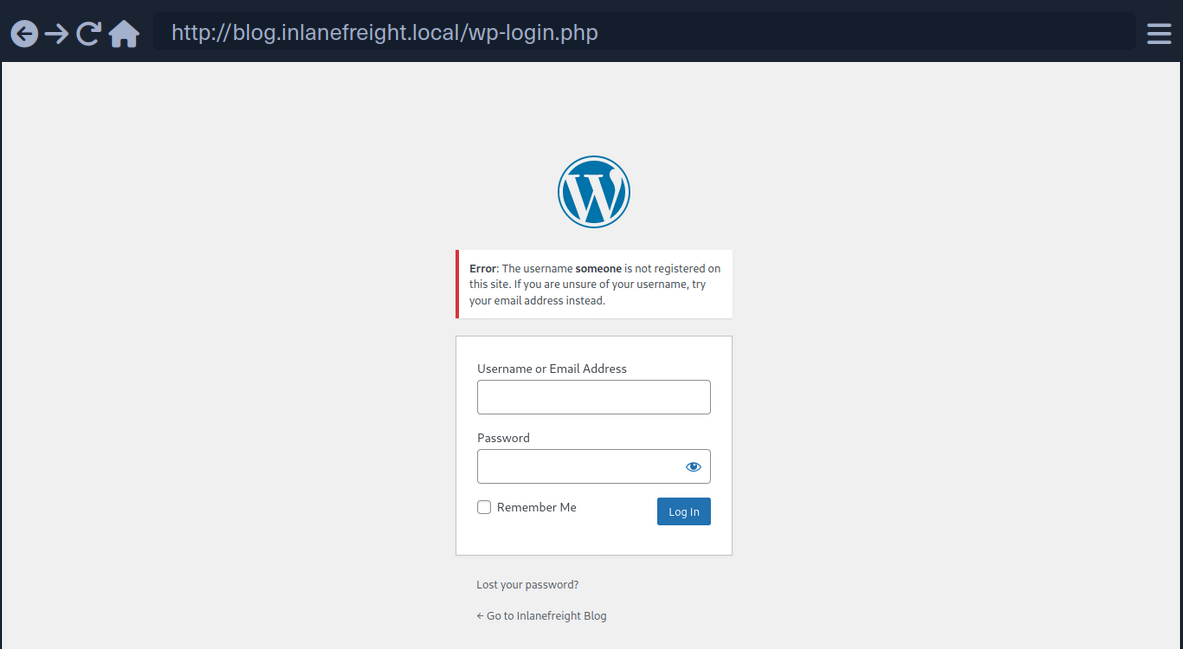 http://blog.inlanefreight.local/wp-login.php
Error: The username someone is not registered on
this site. If you are unsure of your username, try
your email address instead.
Username or Email Address
Password
Remember Me
Log In
Lost your password?
← Go to Inlanefreight Blog